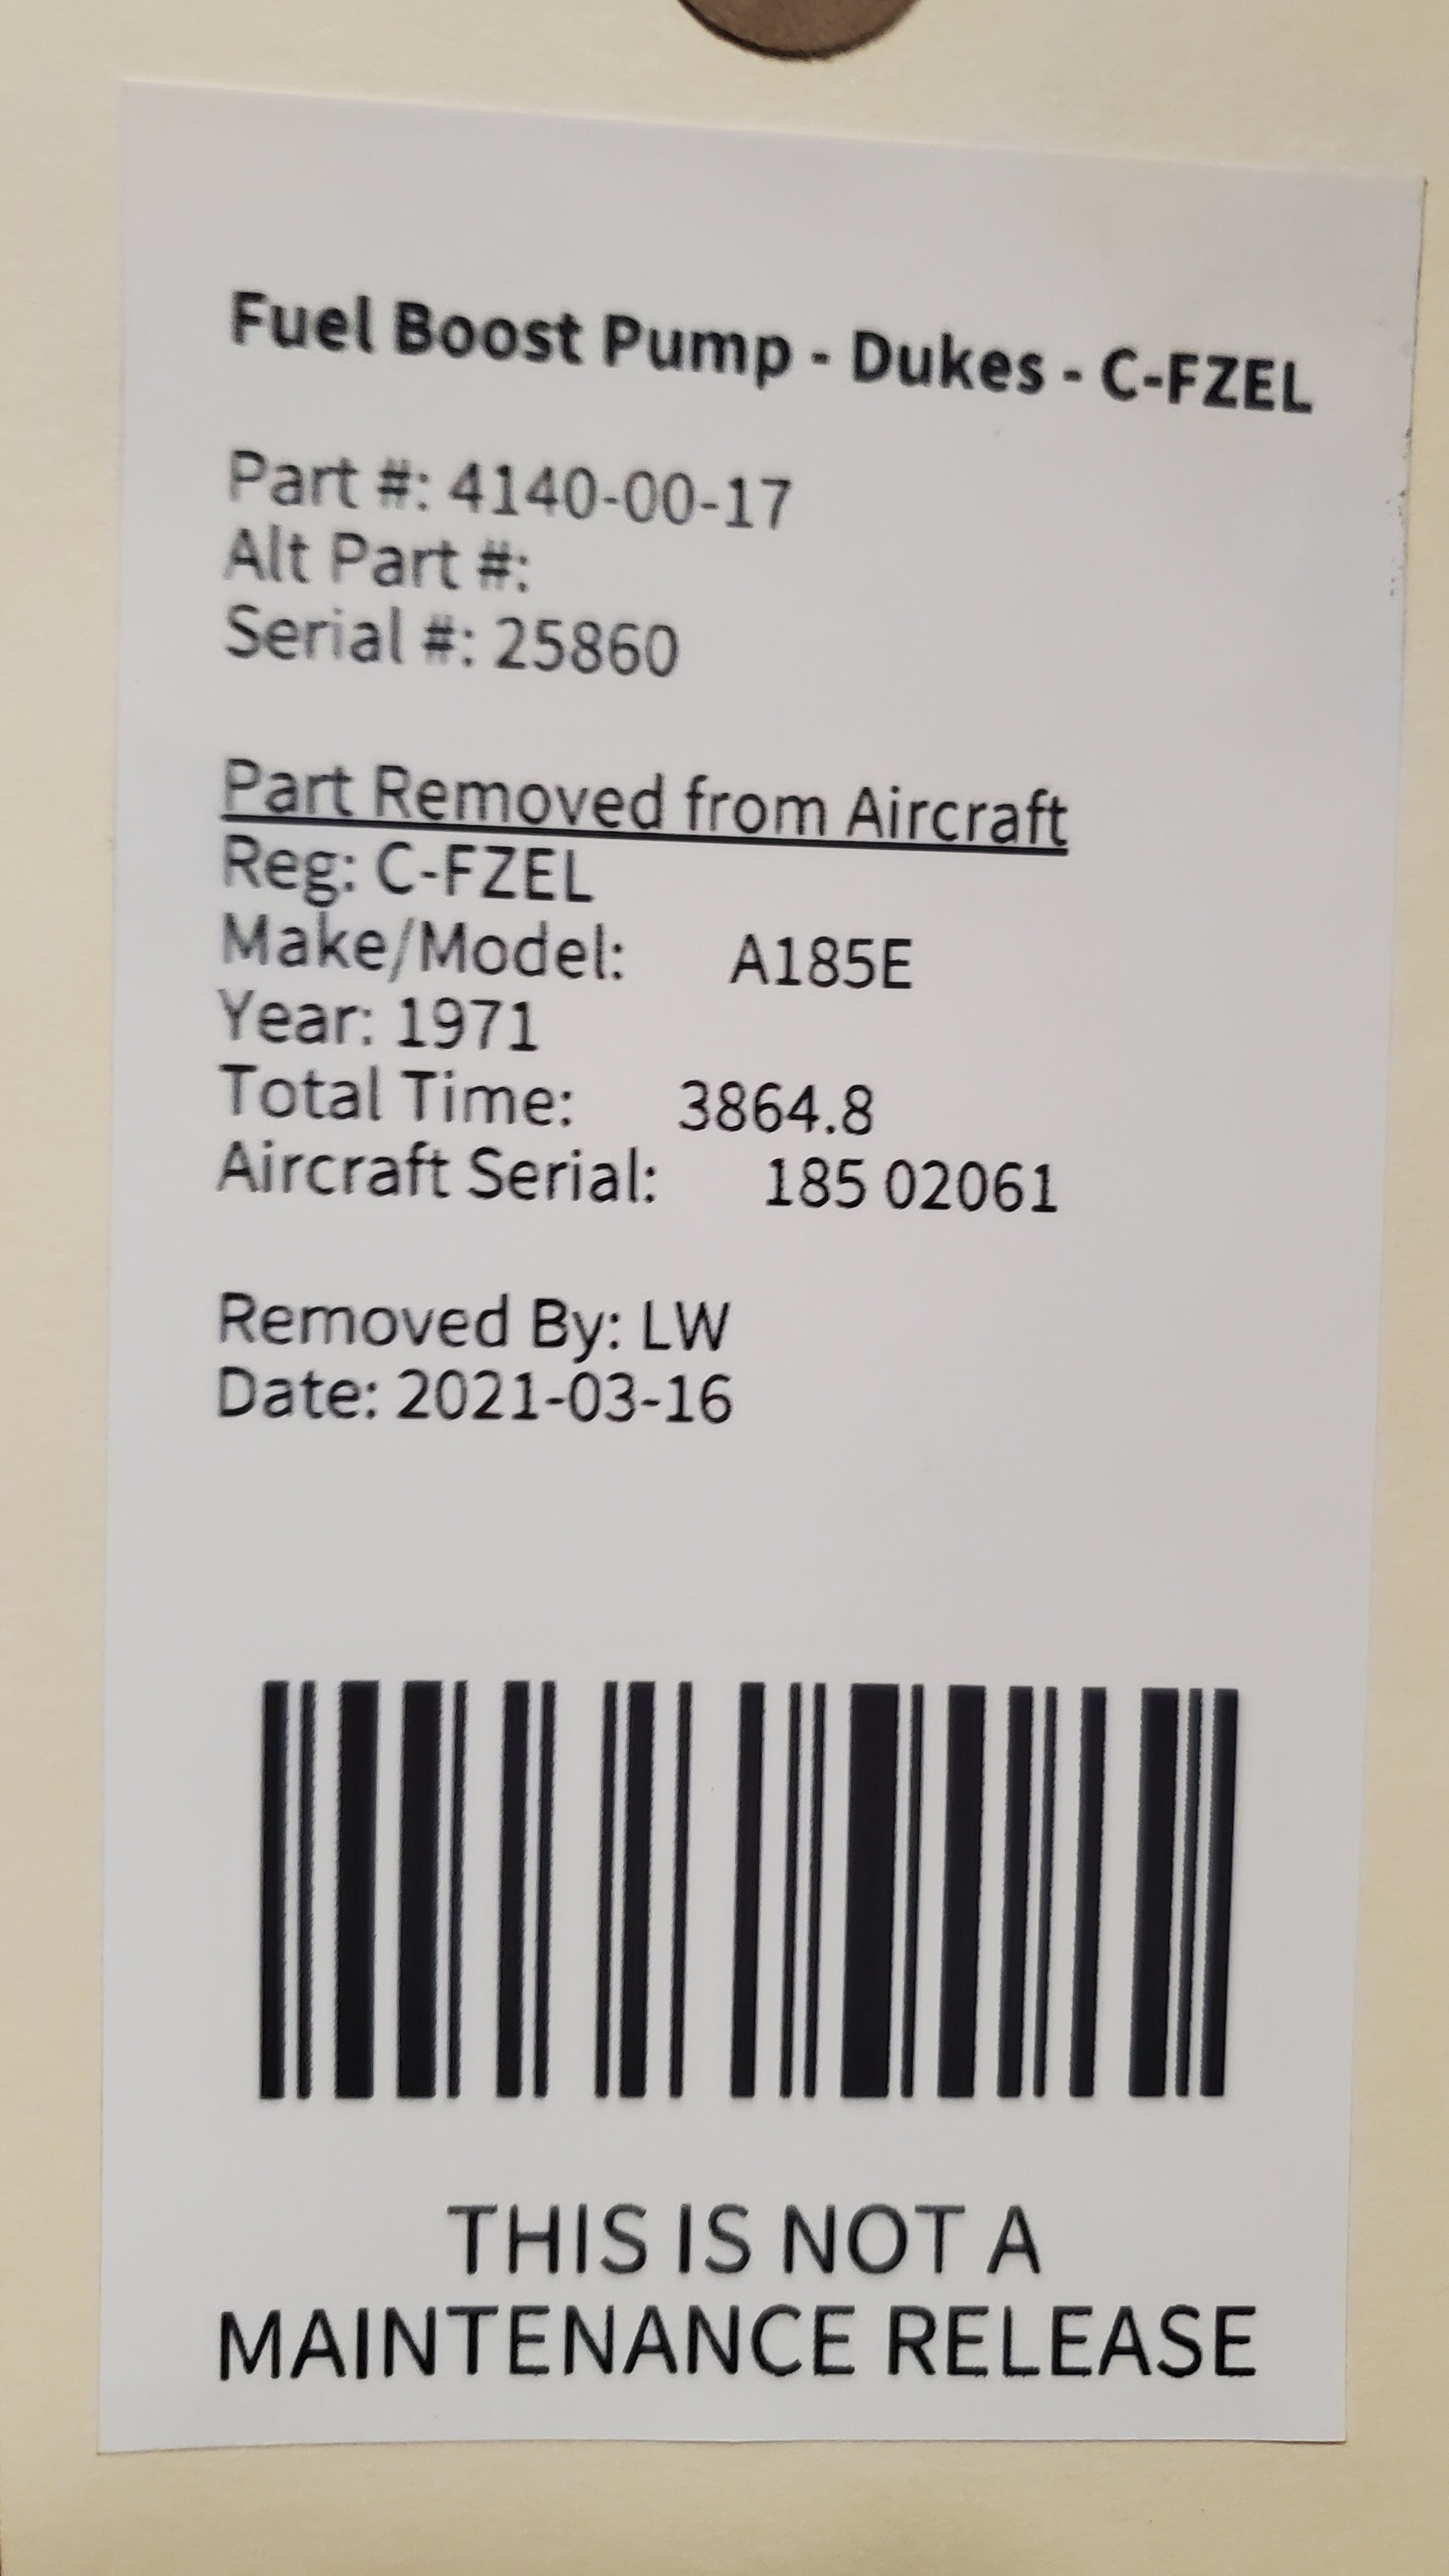 Fuel Boost Pump - Dukes - C-FZEL
Part #: 4140-00-17
Alt Part #:
Serial #: 25860
Part Removed from Aircraft
Reg: C-FZEL
Make/Model: A185E
Year: 1971
Total Time: 3864.8
Aircraft Serial: 185 02061
Removed By: LW
Date: 2021-03-16
THIS IS NOT A
MAINTENANCE RELEASE